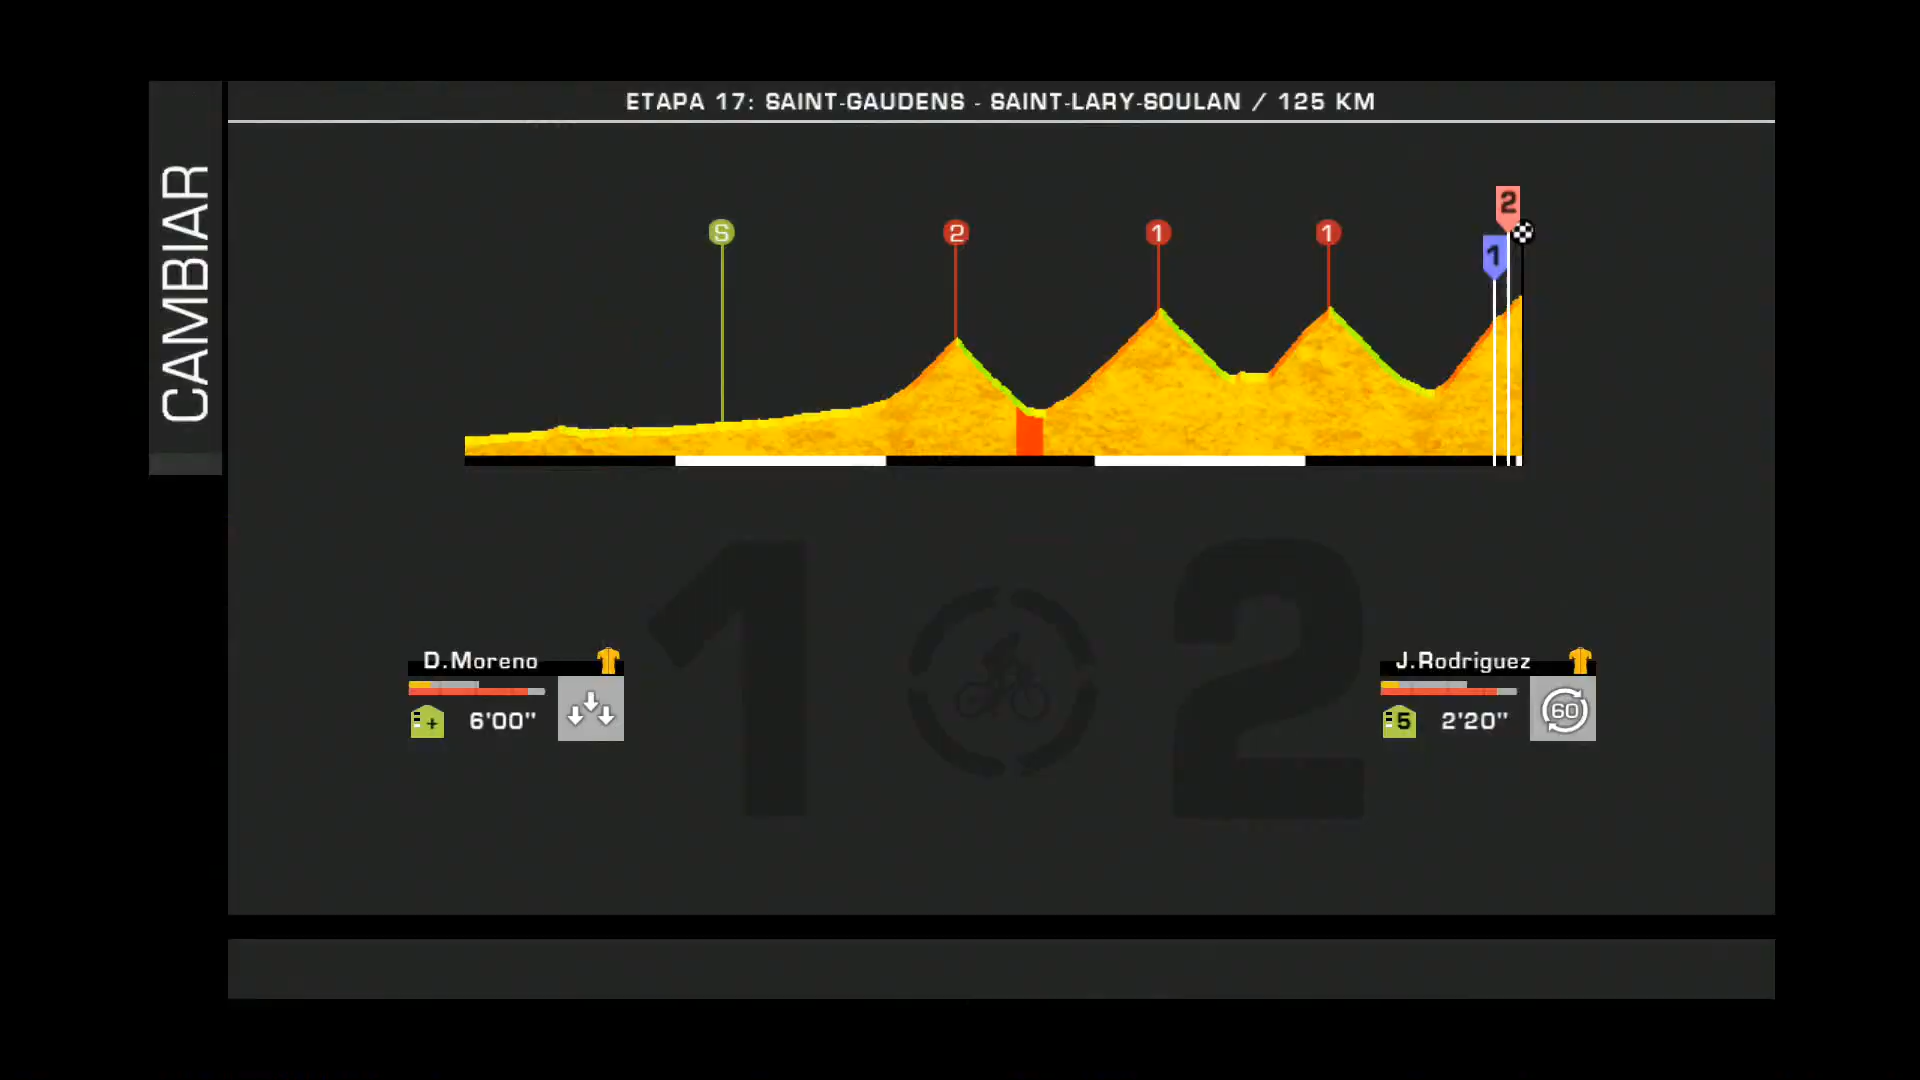 CAMBIAR
ETAPA 17: SAINT-GAUDENS - SAINT-LARY-SOULAN / 125 KM
S
2
1
1
1
2
1
2
D.Moreno
+ 6'00"
J.Rodriguez
5 2'20"
60